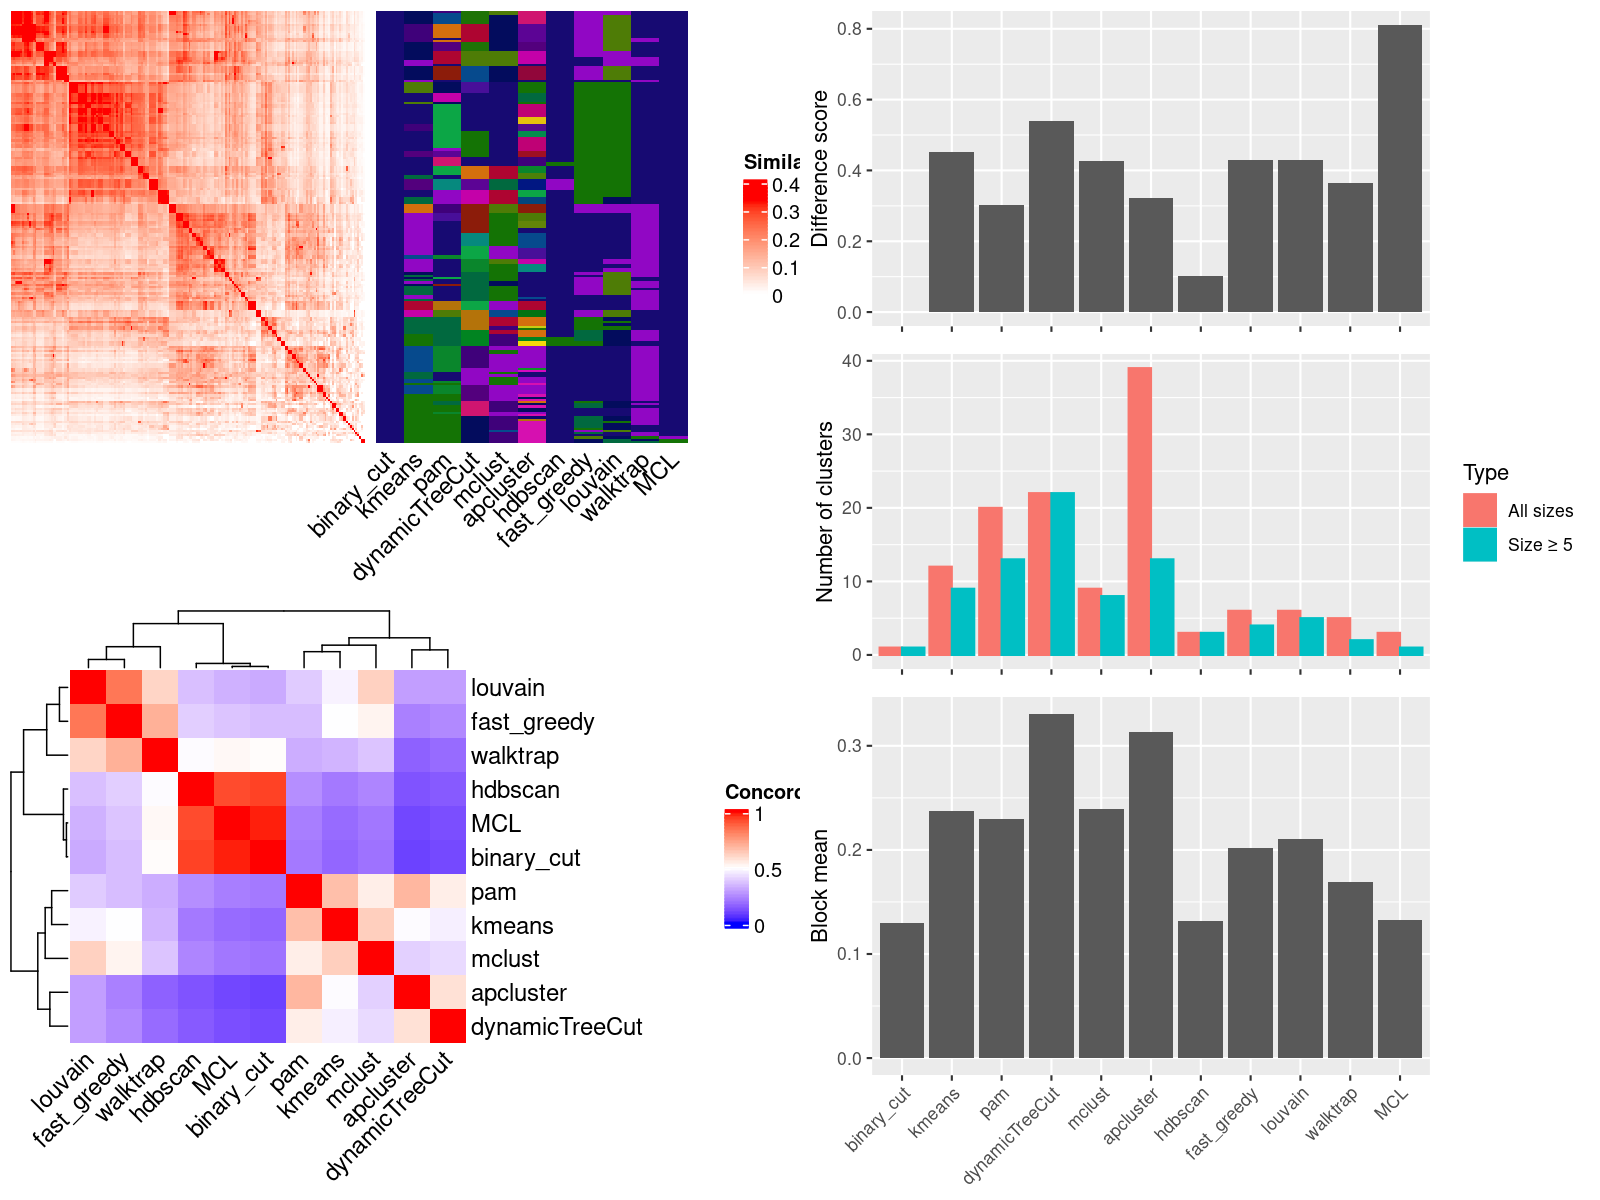 binary_cut
kmeans
pam
dynamicTreeCut
mclust
apcluster
hdbscan
fast_greedy
louvain
walktrap
MCL
Simila
0.4
0.3
0.2
0.1
0
louvain
fast_greedy
walktrap
hdbscan
MCL
binary_cut
pam
kmeans
mclust
apcluster
dynamicTreeCut
louvain
fast_greedy
walktrap
hdbscan
MCL
binary_cut
pam
kmeans
mclust
apcluster
dynamicTreeCut
Concord
1
0.5
0
Difference score
0.8
0.6
0.4
0.2
0.0
Number of clusters
40
30
20
10
0
Type
All sizes
Size ≥ 5
Block mean
0.3
0.2
0.1
0.0
binary_cut
kmeans
pam
dynamicTreeCut
mclust
apcluster
hdbscan
fast_greedy
louvain
walktrap
MCL